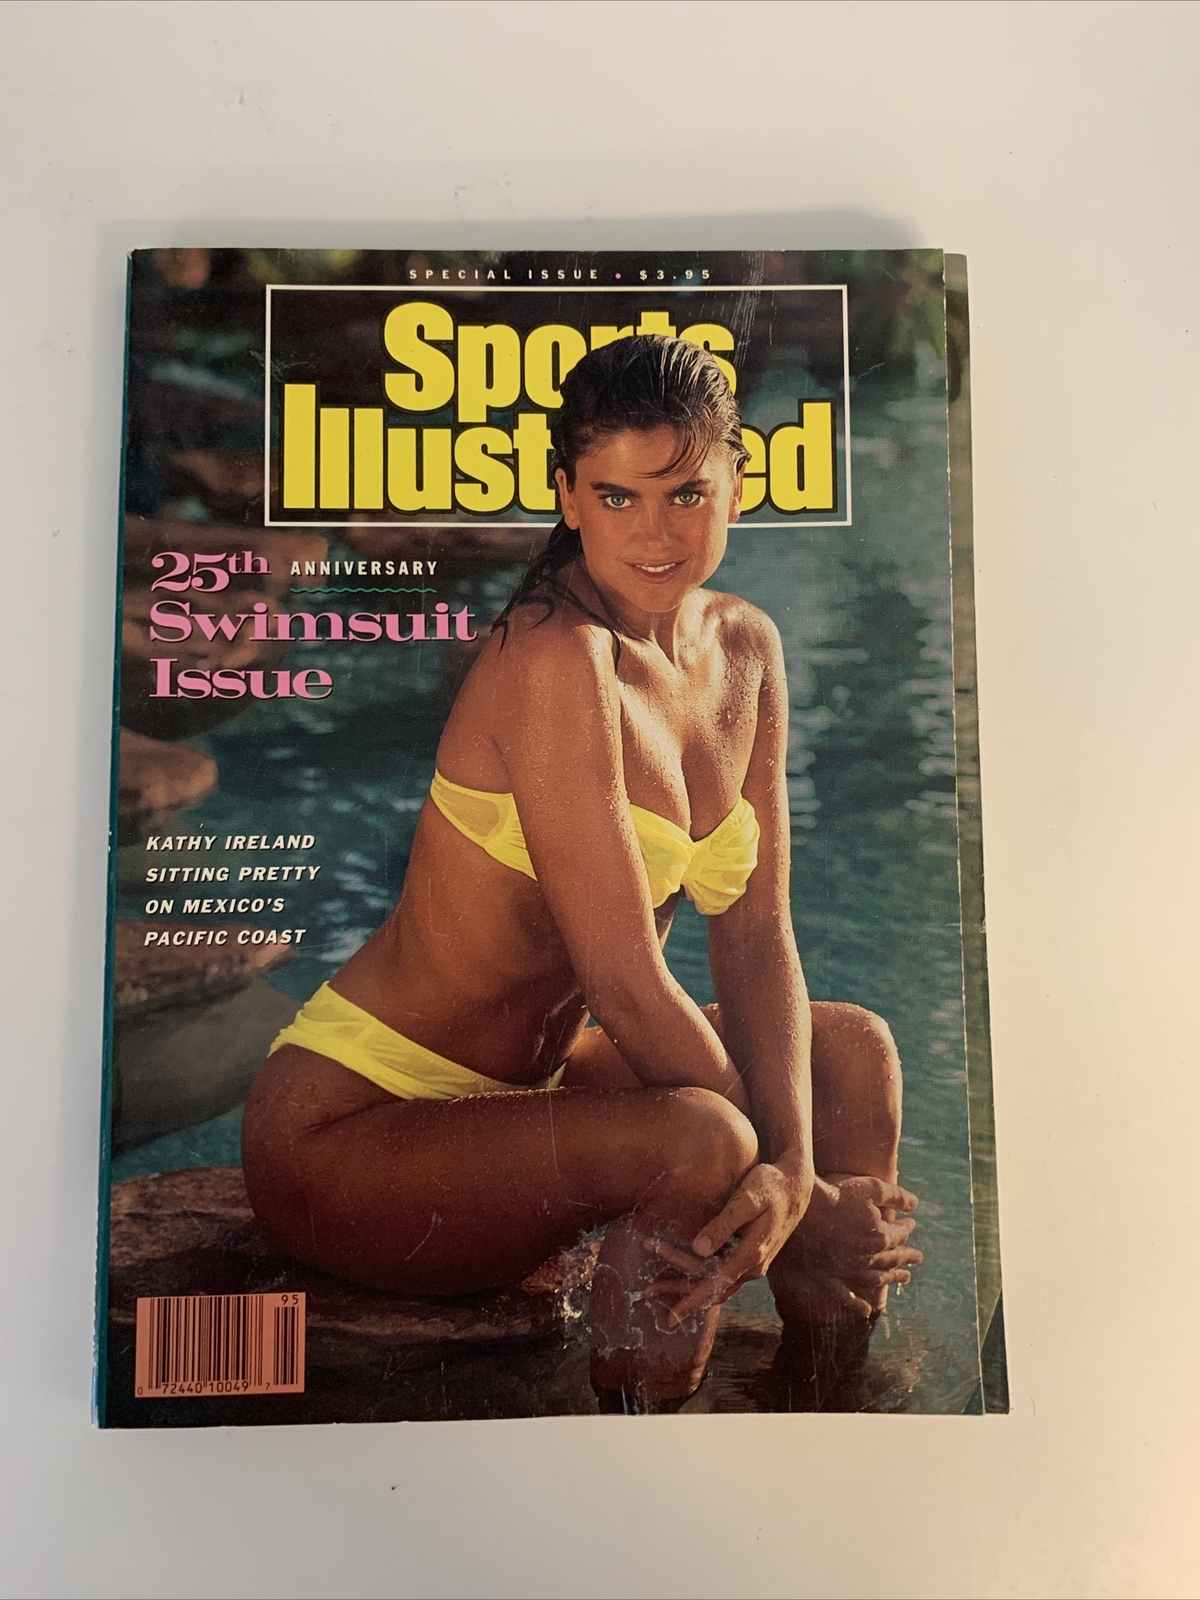 SPECIAL ISSUE • $3.95
Sports
Illustrated
25th ANNIVERSARY
Swimsuit
Issue
KATHY IRELAND
SITTING PRETTY
ON MEXICO'S
PACIFIC COAST
95
0 72440 10049 7